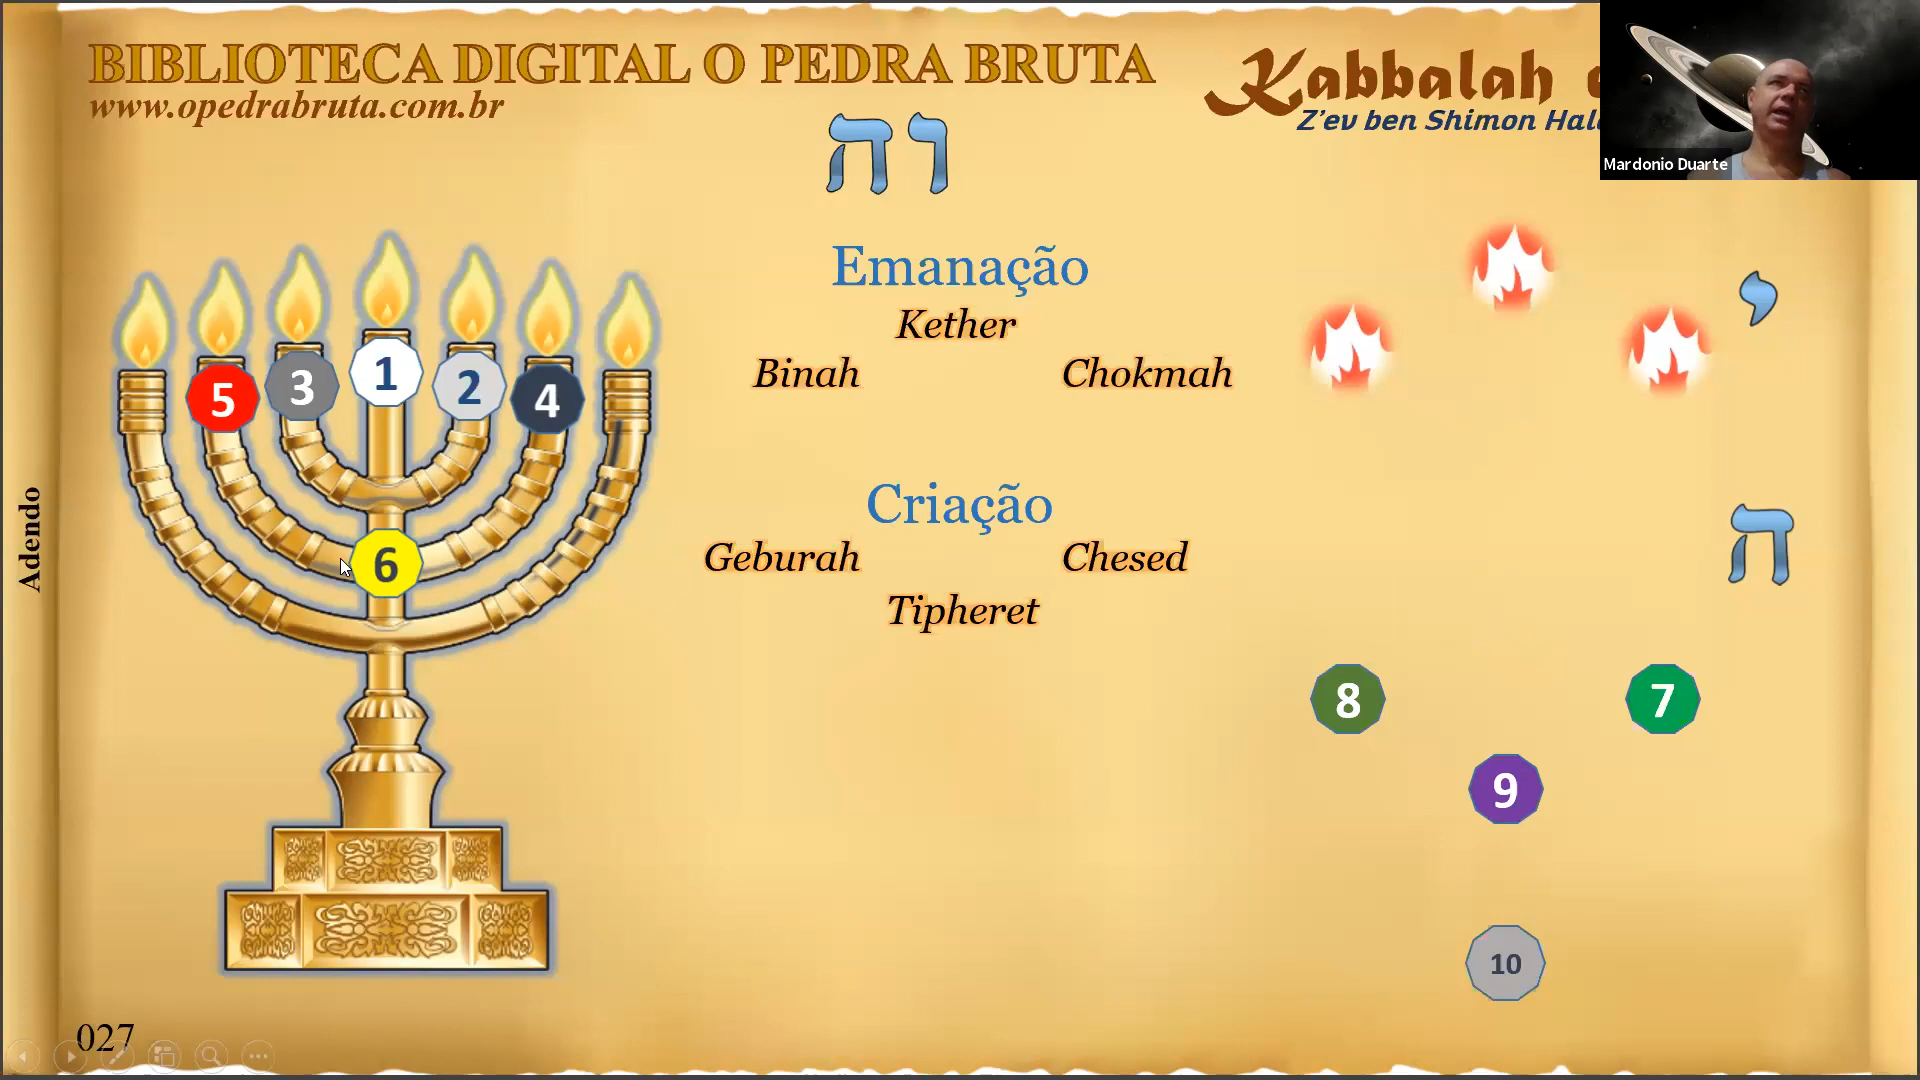 BIBLIOTECA DIGITAL O PEDRA BRUTA
www.opedrabruta.com.br
Kabbalah
Z'ev ben Shimon
Mardonio Duarte
וה
Emanação
Kether
Binah Chokmah
י
5 3 1 2 4
Criação
ה
6
Geburah Chesed
Tipheret
Adendo
8 7
9
10
027